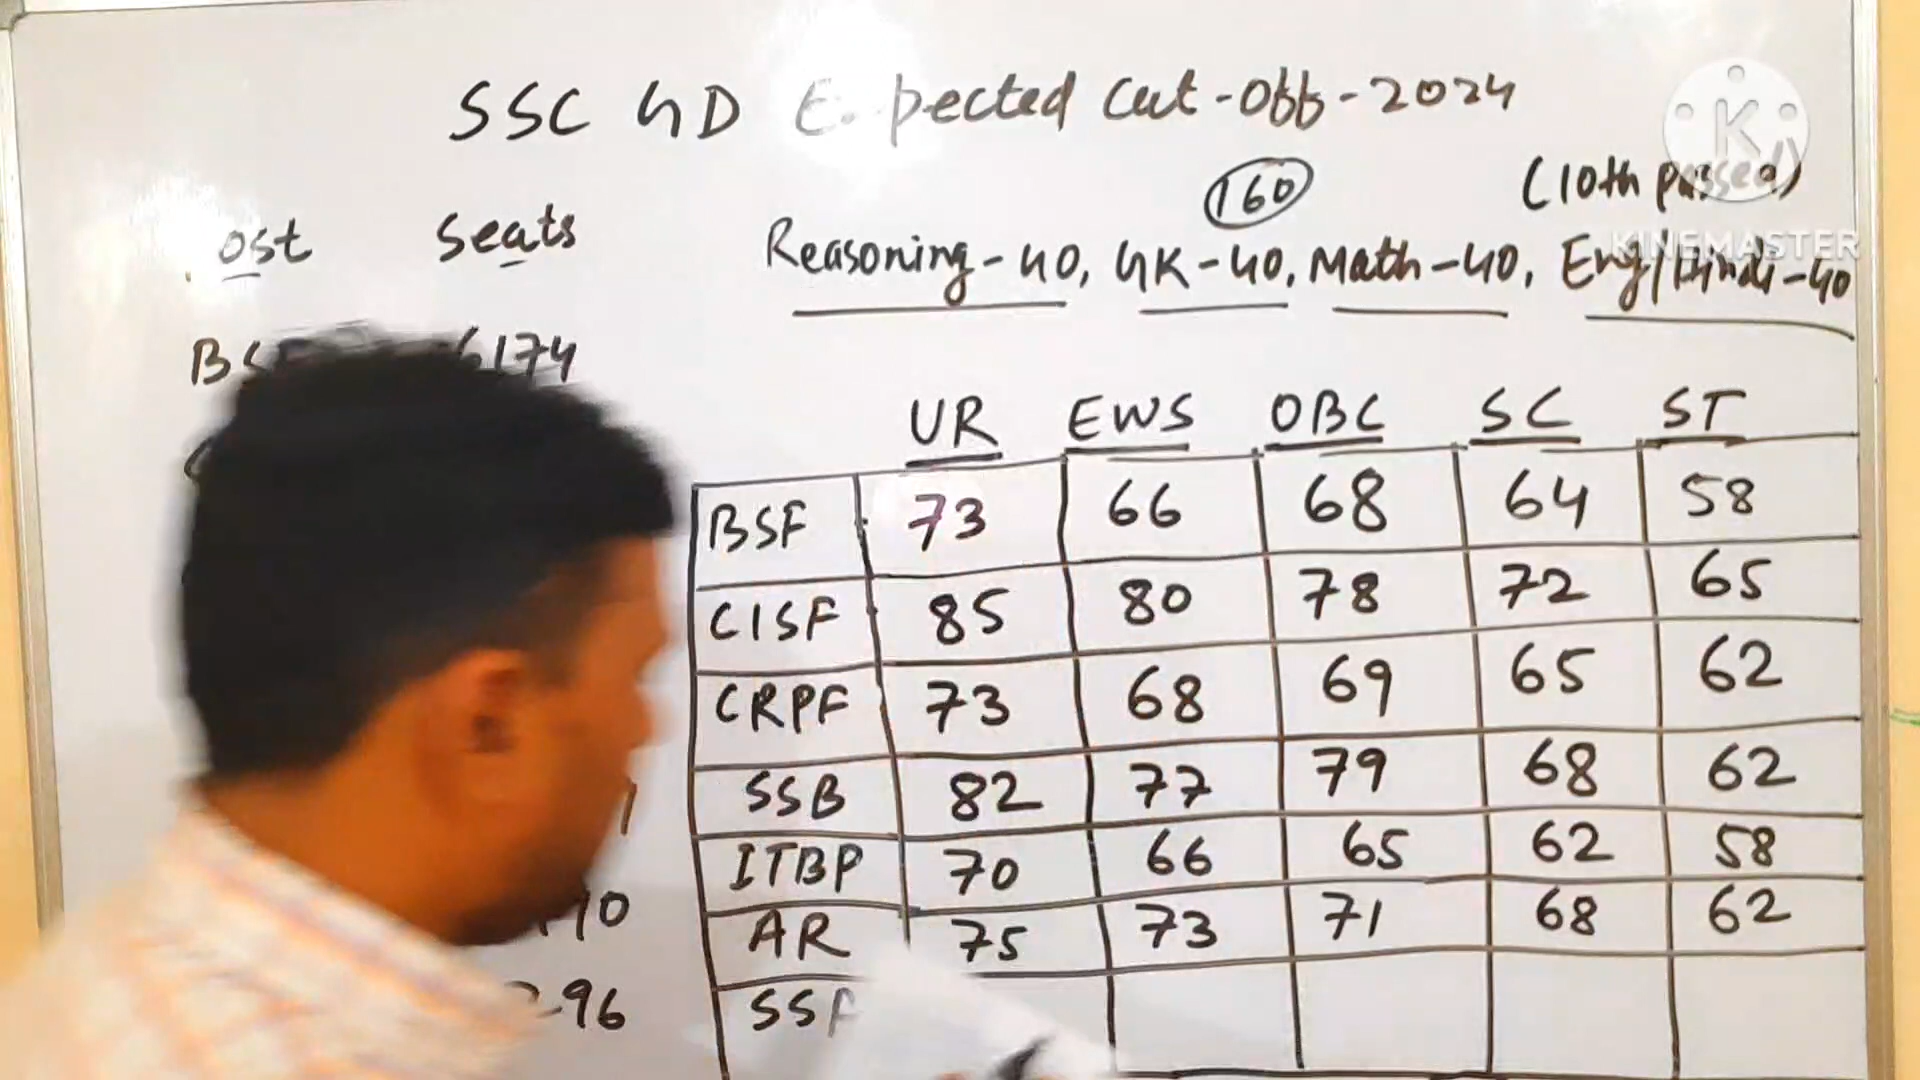 SSC GD Expected Cut-Off-2024
160
(10th passed)
Reasoning-40, GK-40, Math-40, Eng/Hindi-40
Post Seats
6174
96
UR EWS OBC SC ST
BSF 73 66 68 64 58
CISF 85 80 78 72 65
CRPF 73 68 69 65 62
SSB 82 77 79 68 62
ITBP 70 66 65 62 58
AR 75 73 71 68 62
SSF
K
KINEMASTER